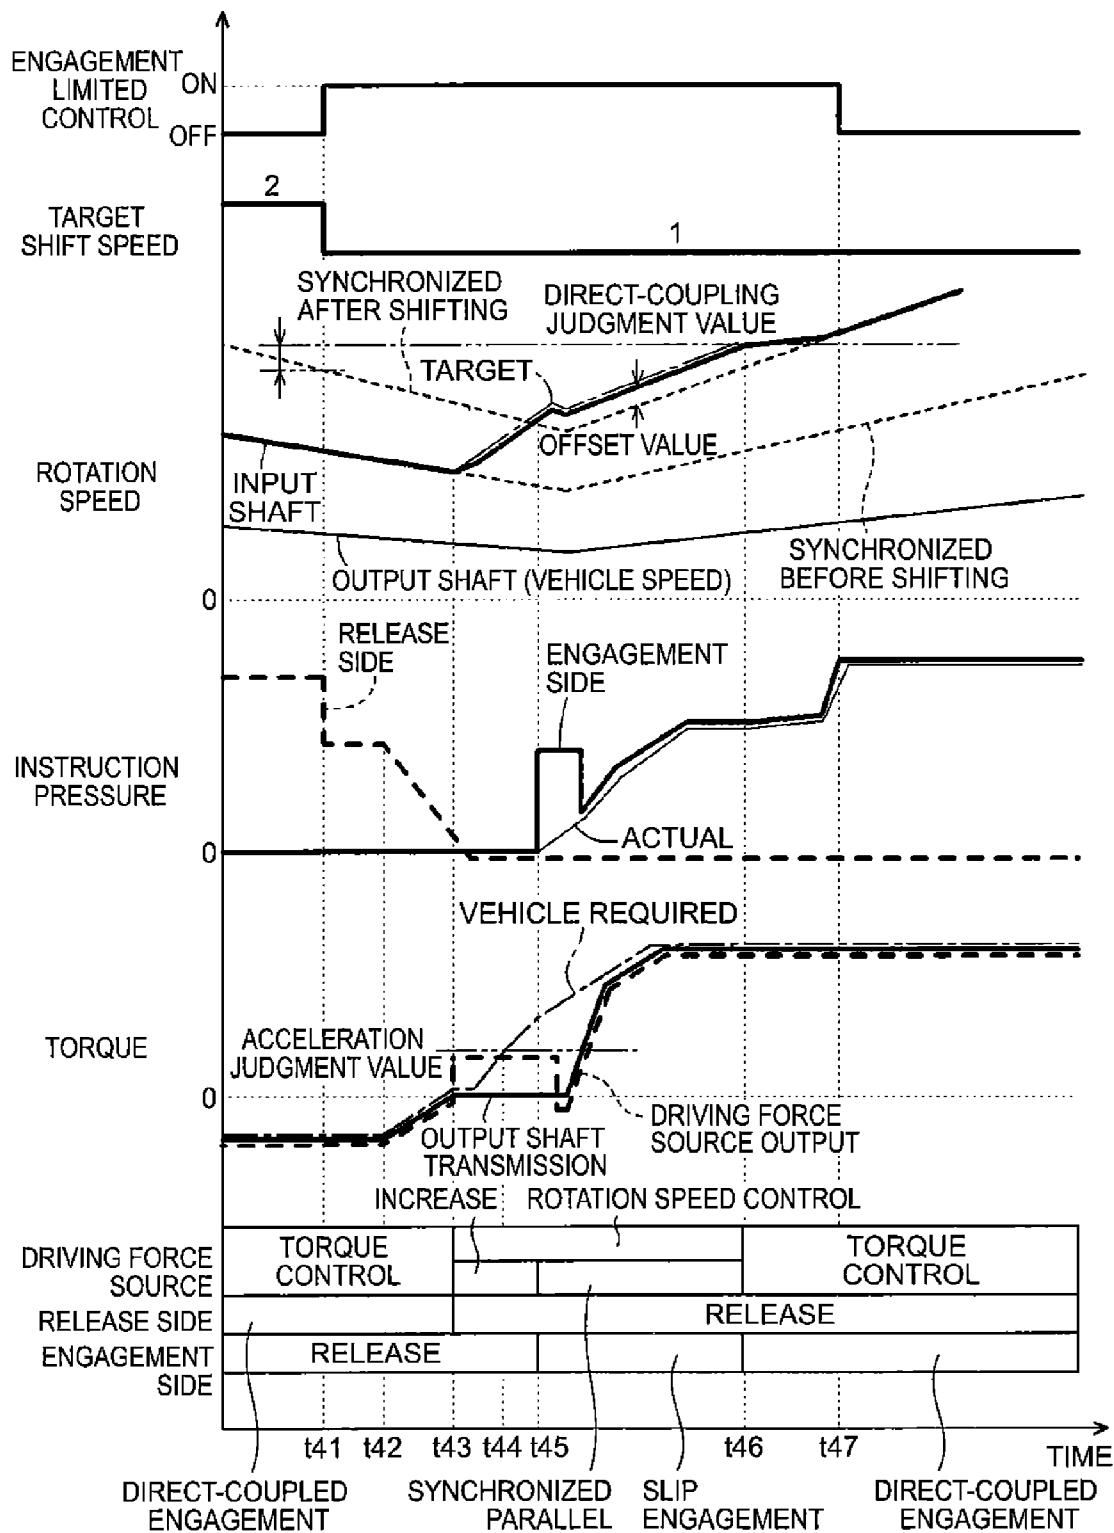 ENGAGEMENT
LIMITED
CONTROL
ON
OFF
TARGET
SHIFT SPEED
2
1
SYNCHRONIZED
AFTER SHIFTING
DIRECT-COUPLING
JUDGMENT VALUE
TARGET
OFFSET VALUE
ROTATION
SPEED
INPUT
SHAFT
OUTPUT SHAFT (VEHICLE SPEED)
SYNCHRONIZED
BEFORE SHIFTING
0
RELEASE
SIDE
ENGAGEMENT
SIDE
INSTRUCTION
PRESSURE
ACTUAL
0
VEHICLE REQUIRED
TORQUE
ACCELERATION
JUDGMENT VALUE
0
OUTPUT SHAFT
TRANSMISSION
DRIVING FORCE
SOURCE OUTPUT
INCREASE
ROTATION SPEED CONTROL
DRIVING FORCE
SOURCE
TORQUE
CONTROL
TORQUE
CONTROL
RELEASE SIDE
RELEASE
ENGAGEMENT
SIDE
RELEASE
t41 t42 t43 t44 t45 t46 t47
TIME
DIRECT-COUPLED
ENGAGEMENT
SYNCHRONIZED
PARALLEL
SLIP
ENGAGEMENT
DIRECT-COUPLED
ENGAGEMENT